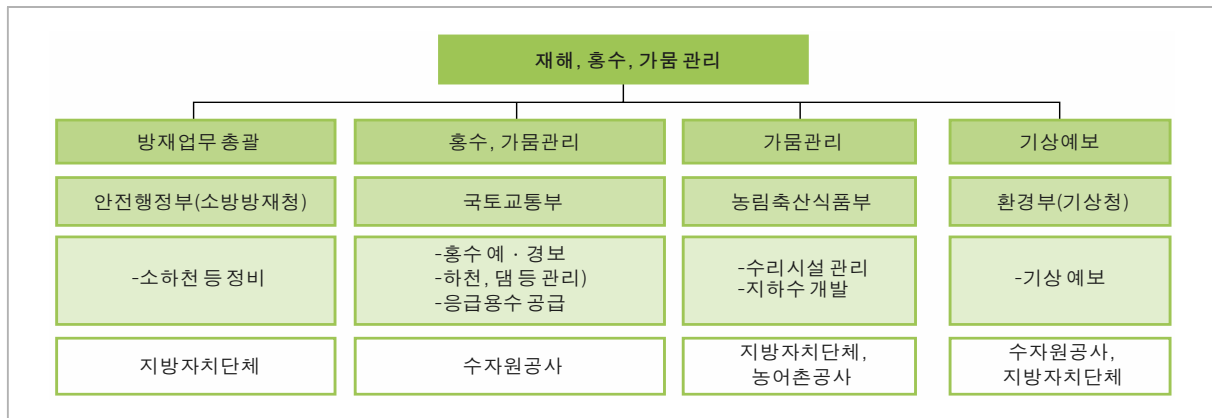 재해, 홍수, 가뭄 관리
방재업무 총괄
홍수, 가뭄관리
가뭄관리
기상예보
안전행정부(소방방재청)
국토교통부
농림축산식품부
환경부(기상청)
-소하천 등 정비
-홍수 예 · 경보
-하천, 댐 등 관리)
-응급용수 공급
-수리시설 관리
-지하수 개발
-기상 예보
지방자치단체
수자원공사
지방자치단체,
농어촌공사
수자원공사,
지방자치단체